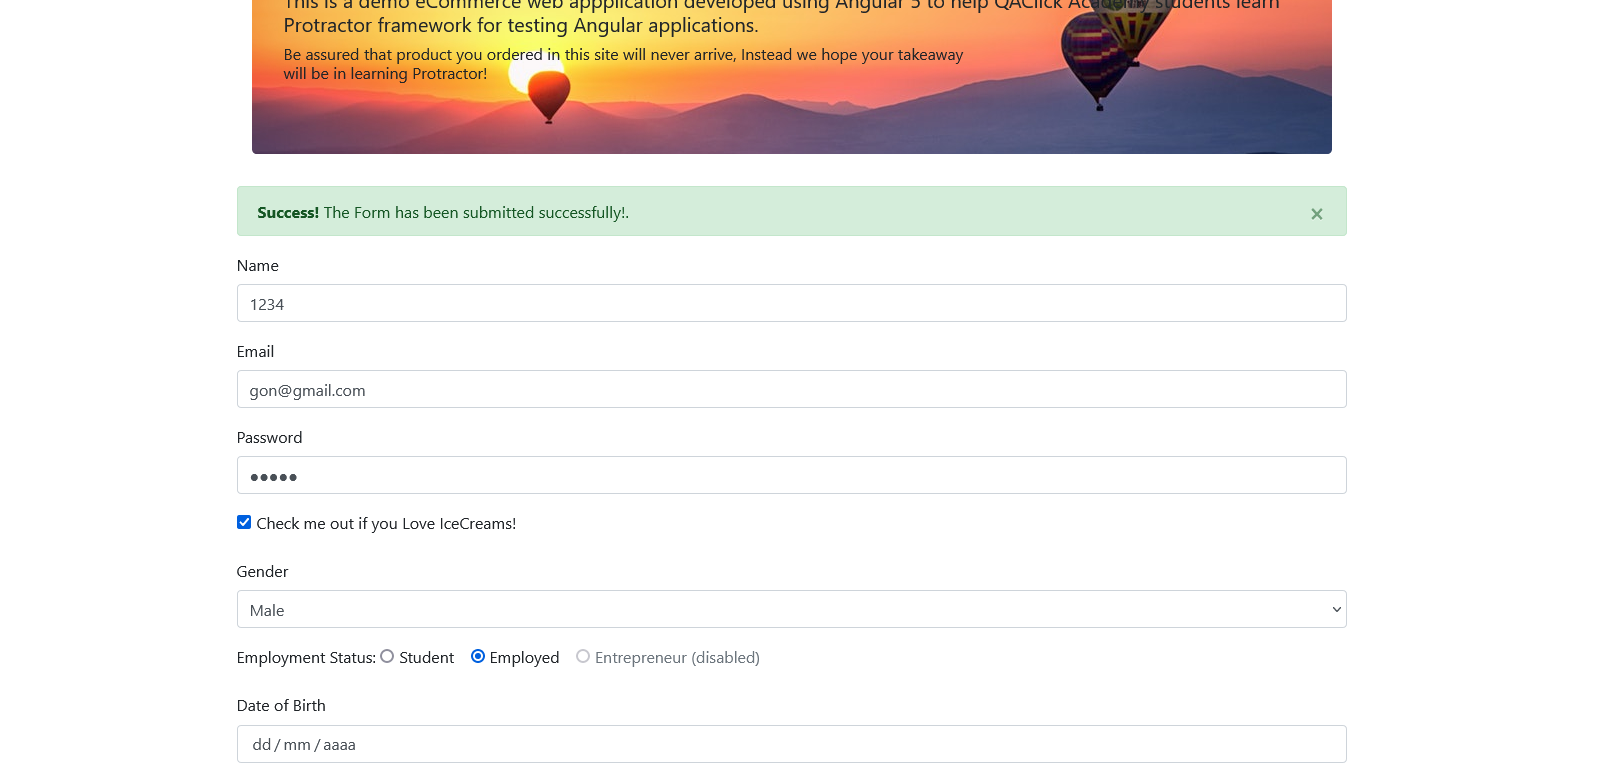 This is a demo eCommerce web appplication developed using Angular 5 to help QAClick Academy students learn
Protractor framework for testing Angular applications.
Be assured that product you ordered in this site will never arrive, Instead we hope your takeaway
will be in learning Protractor!
Success! The Form has been submitted successfully!.
×
Name
1234
Email
gon@gmail.com
Password
●●●●●
Check me out if you Love IceCreams!
Gender
Male
Employment Status: Student Employed Entrepreneur (disabled)
Date of Birth
dd/mm/aaaa